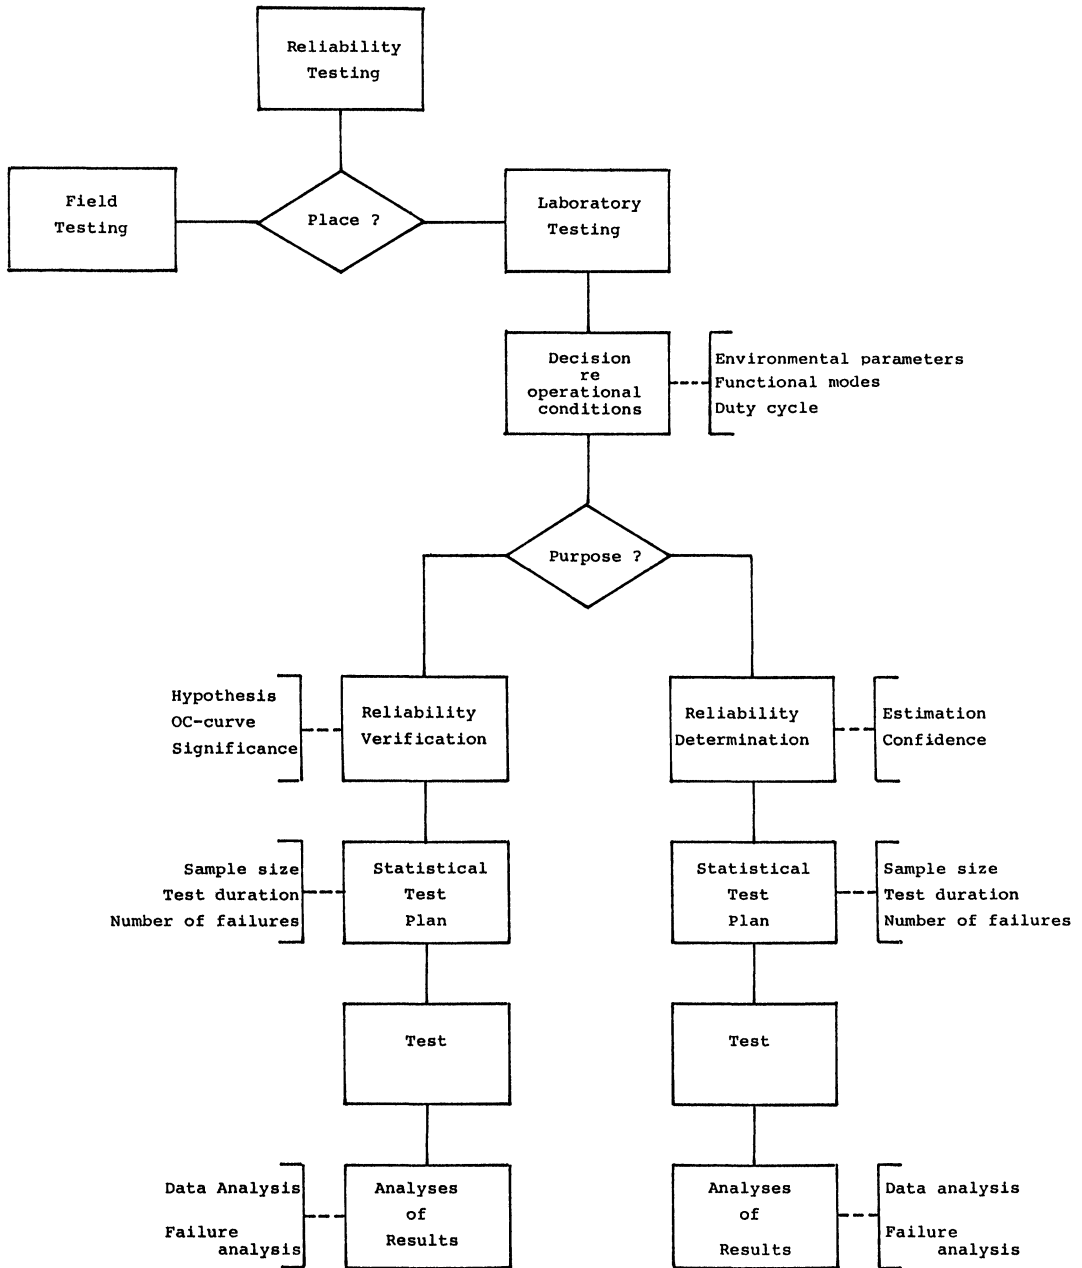 Reliability
Testing
Field
Testing
Place ?
Laboratory
Testing
Decision
re
operational
conditions
Environmental parameters
Functional modes
Duty cycle
Purpose ?
Hypothesis
OC-curve
Significance
Reliability
Verification
Reliability
Determination
Estimation
Confidence
Sample size
Test duration
Number of failures
Statistical
Test
Plan
Statistical
Test
Plan
Sample size
Test duration
Number of failures
Test
Test
Data Analysis
Failure
analysis
Analyses
of
Results
Analyses
of
Results
Data analysis
Failure
analysis